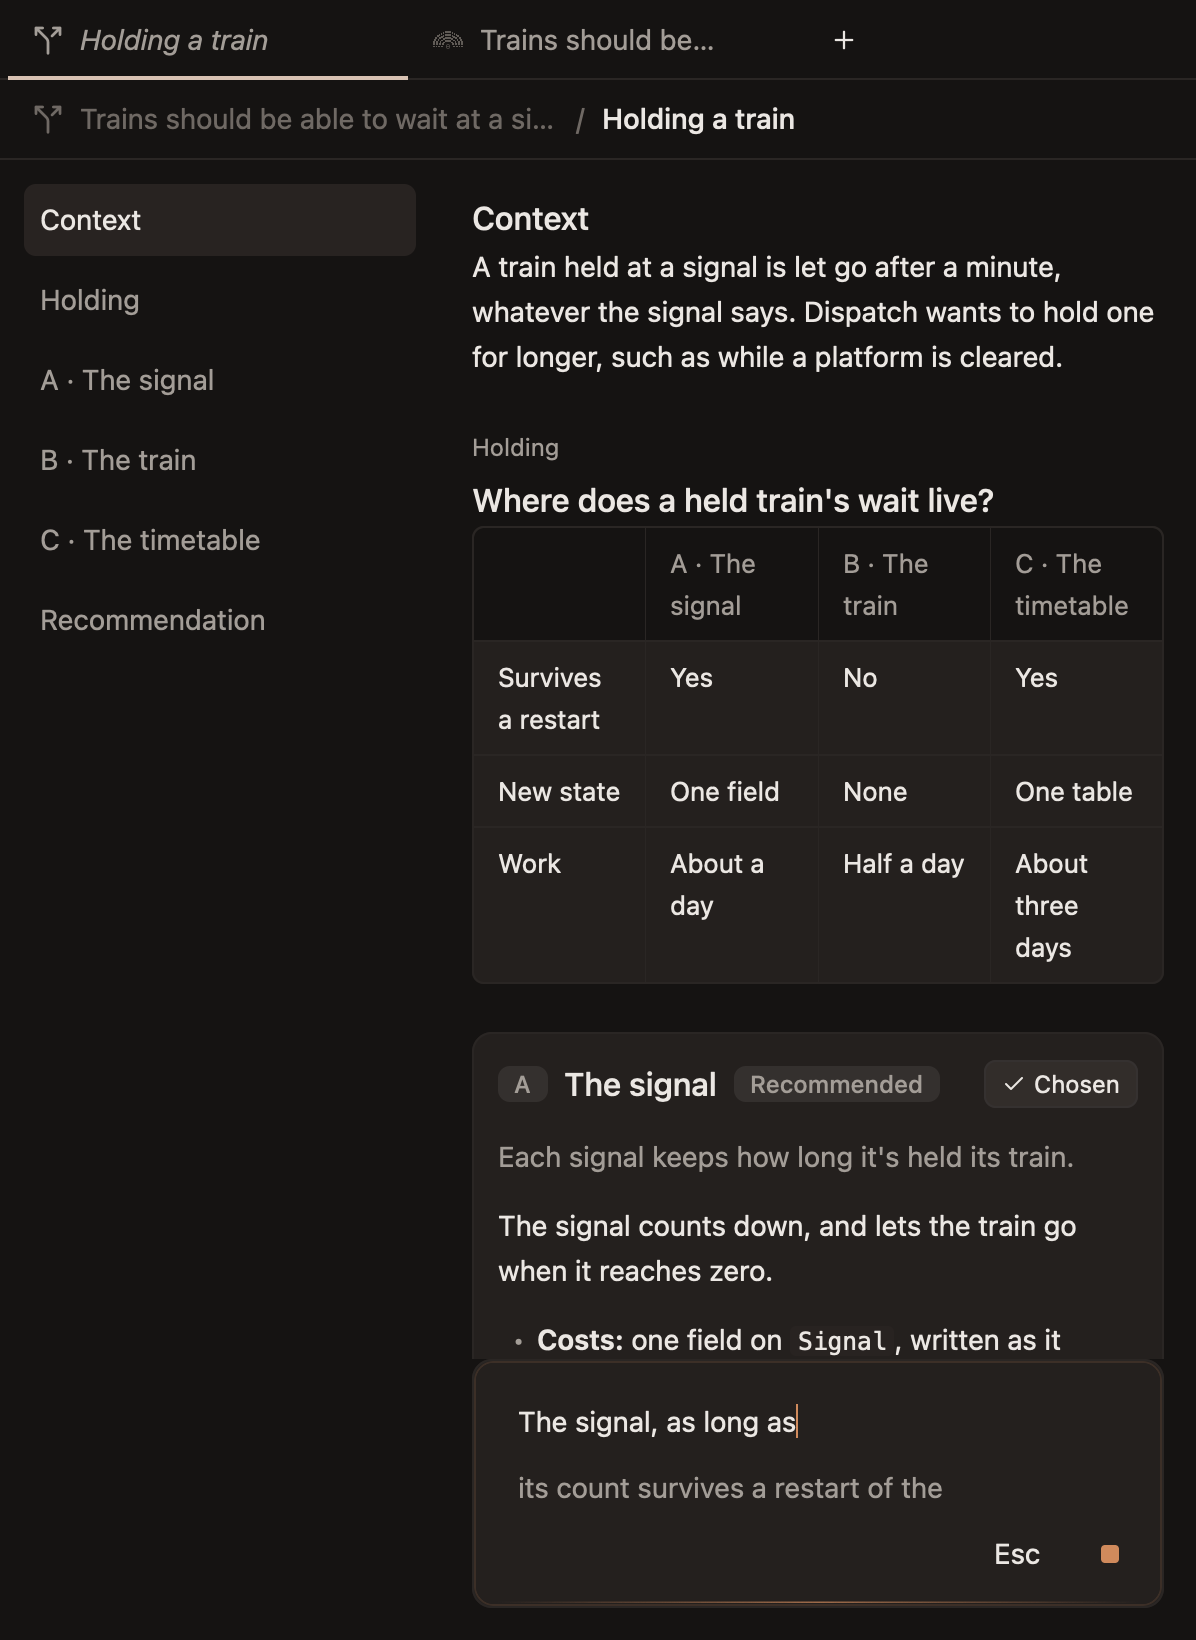 Holding a train
Trains should be...
+
Trains should be able to wait at a si... / Holding a train
Context
Holding
A · The signal
B · The train
C · The timetable
Recommendation
Context
A train held at a signal is let go after a minute,
whatever the signal says. Dispatch wants to hold one
for longer, such as while a platform is cleared.
Holding
Where does a held train's wait live?
A · The
signal
B · The
train
C · The
timetable
Survives
a restart
Yes
No
Yes
New state
One field
None
One table
Work
About a
day
Half a day
About
three
days
A The signal Recommended ✓ Chosen
Each signal keeps how long it's held its train.
The signal counts down, and lets the train go
when it reaches zero.
• Costs: one field on Signal, written as it
The signal, as long as
its count survives a restart of the
Esc